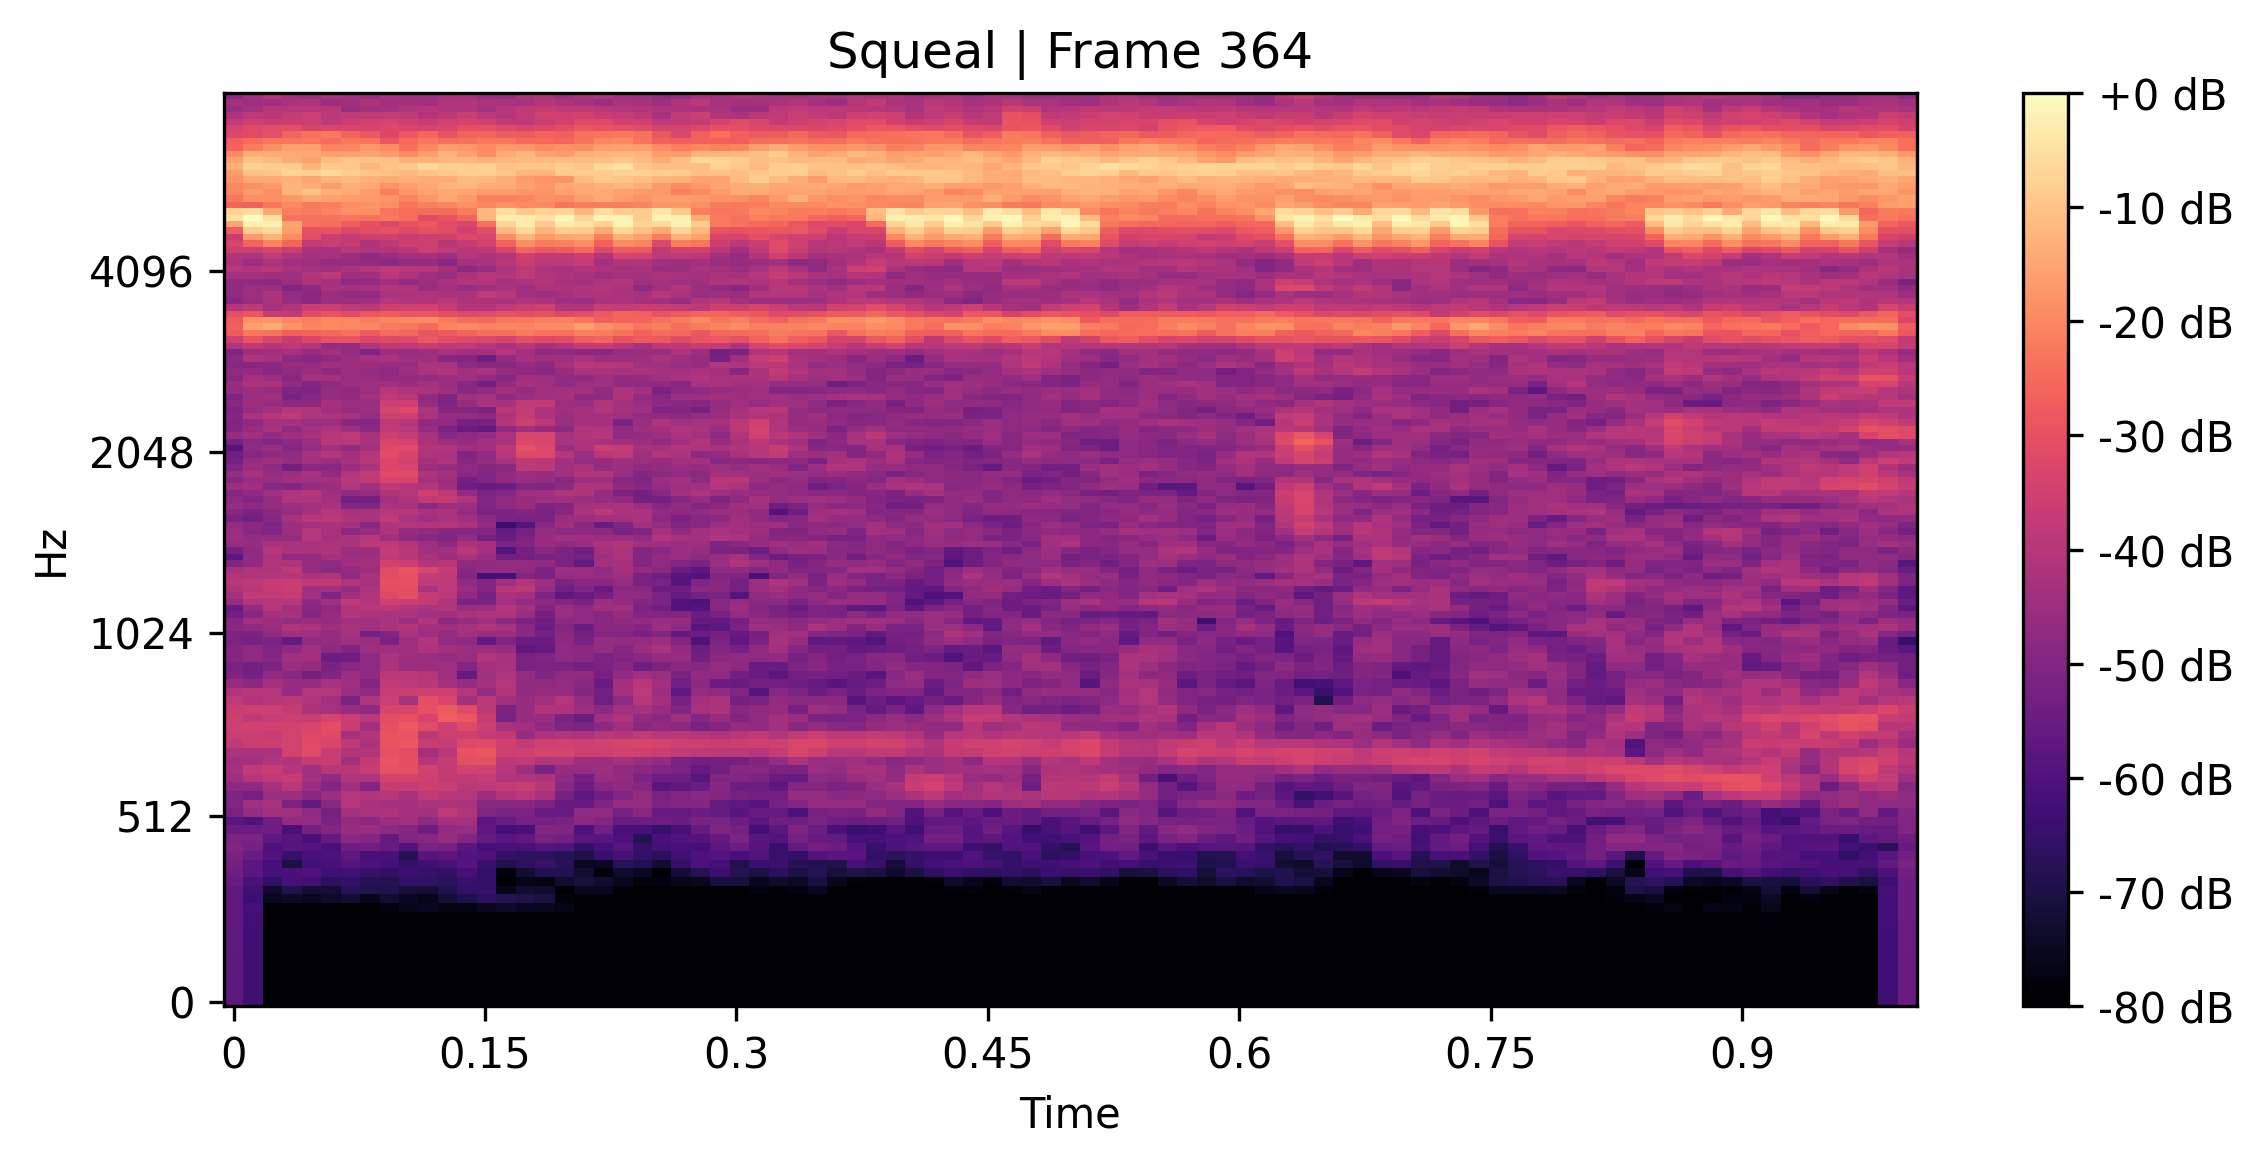 Squeal | Frame 364
+0 dB
-10 dB
-20 dB
-30 dB
-40 dB
-50 dB
-60 dB
-70 dB
-80 dB
Hz
4096
2048
1024
512
0
0 0.15 0.3 0.45 0.6 0.75 0.9
Time